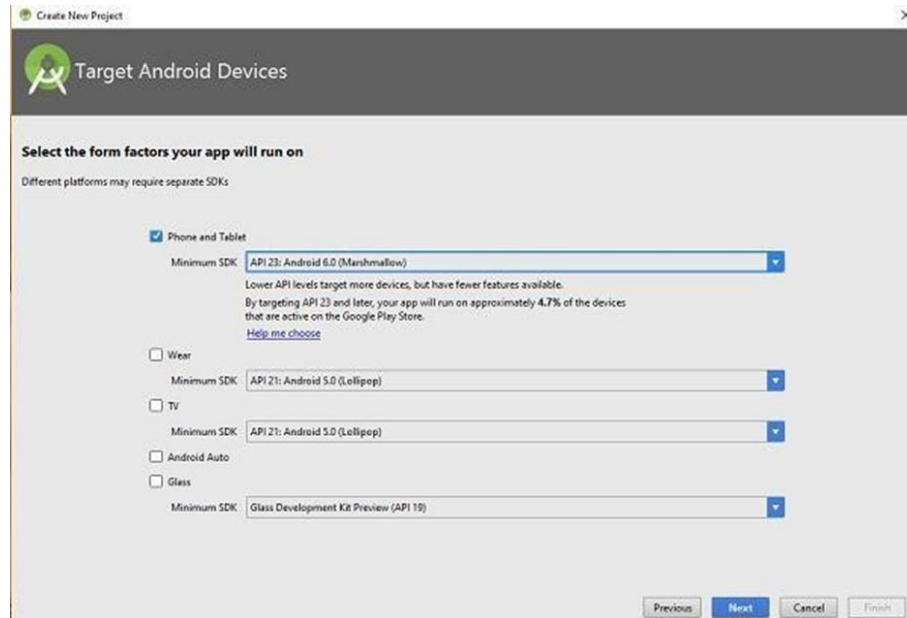 Create New Project
Target Android Devices
Select the form factors your app will run on
Different platforms may require separate SDKs
Phone and Tablet
Minimum SDK API 23: Android 6.0 (Marshmallow)
Lower API levels target more devices, but have fewer features available.
By targeting API 23 and later, your app will run on approximately 4.7% of the devices
that are active on the Google Play Store.
Help me choose
Wear
Minimum SDK API 21: Android 5.0 (Lollipop)
TV
Minimum SDK API 21: Android 5.0 (Lollipop)
Android Auto
Glass
Minimum SDK Glass Development Kit Preview (API 19)
Previous Next Cancel Finish